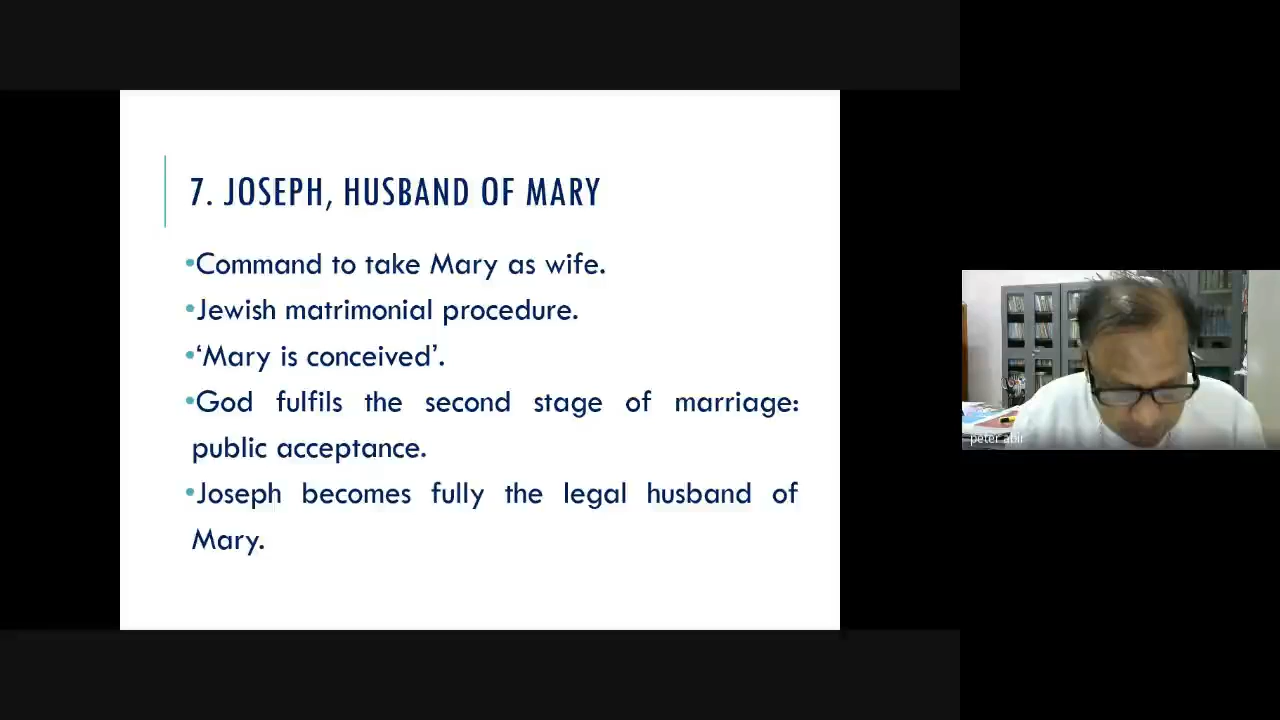 7. JOSEPH, HUSBAND OF MARY
•Command to take Mary as wife.
•Jewish matrimonial procedure.
•‘Mary is conceived’.
•God fulfils the second stage of marriage:
public acceptance.
•Joseph becomes fully the legal husband of
Mary.
peter abir